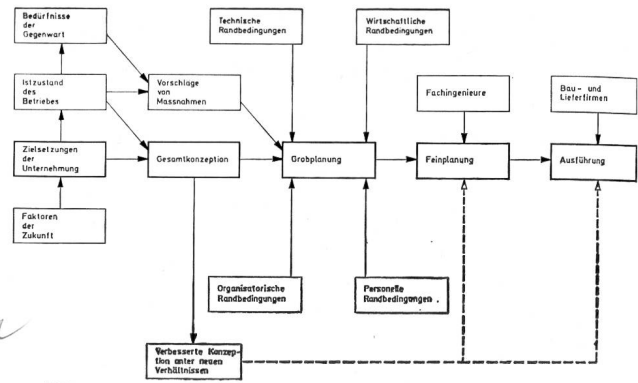 Bedürfnisse
der
Gegenwart
Technische
Randbedingungen
Wirtschaftliche
Randbedingungen
Istzustand
des
Betriebes
Vorschläge
von
Massnahmen
Fachingenieure
Bau- und
Lieferfirmen
Zielsetzungen
der
Unternehmung
Gesamtkonzeption
Grobplanung
Feinplanung
Ausführung
Faktoren
der
Zukunft
Organisatorische
Randbedingungen
Personelle
Randbedingungen
Verbesserte Konzep-
tion unter neuen
Verhältnissen